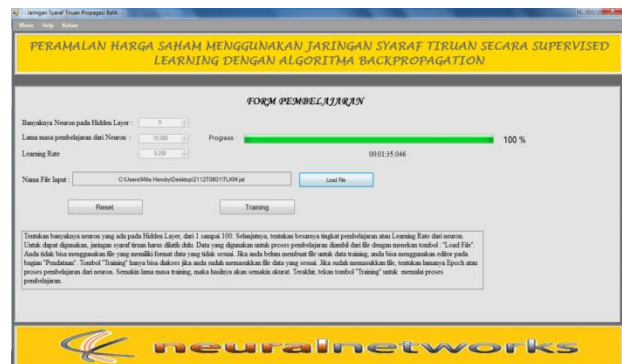 : : Jaringan Syaraf Tiruan Propagasi Balik : :
Menu Help Keluar
PERAMALAN HARGA SAHAM MENGGUNAKAN JARINGAN SYARAF TIRUAN SECARA SUPERVISED
LEARNING DENGAN ALGORITMA BACKPROPAGATION
FORM PEMBELAJARAN
Banyaknya Neuron pada Hidden Layer : 5
Lama masa pembelajaran dari Neuron : 10,000 Progress : 100 %
Learning Rate 0.200 00:01:35.046
Nama File Input : C:\Users\MAs Hendry\Desktop\2112T0601\TLKM.jst Load File
Reset Training
Tentukan banyaknya neuron yang ada pada Hidden Layer, dari 1 sampai 100. Selanjutnya, tentukan besarnya tingkat pembelajaran atau Learning Rate dari neuron.
Untuk dapat digunakan, jaringan syaraf tiruan harus dilatih dulu. Data yang digunakan untuk proses pembelajaran diambil dari file dengan menekan tombol : "Load File".
Anda tidak bisa menggunakan file yang memiliki format data yang tidak sesuai. Jika anda belum membuat file untuk data training, anda bisa menggunakan editor pada
bagian "Pendataan". Tombol "Training" hanya bisa diakses jika anda sudah memasukkan file data yang sesuai. Jika sudah memasukkan file, tentukan lamanya Epoch atau
proses pembelajaran dari neuron. Semakin lama masa training, maka hasilnya akan semakin akurat. Terakhir, tekan tombol "Training" untuk memulai proses
pembelajaran.
neuralnetworks